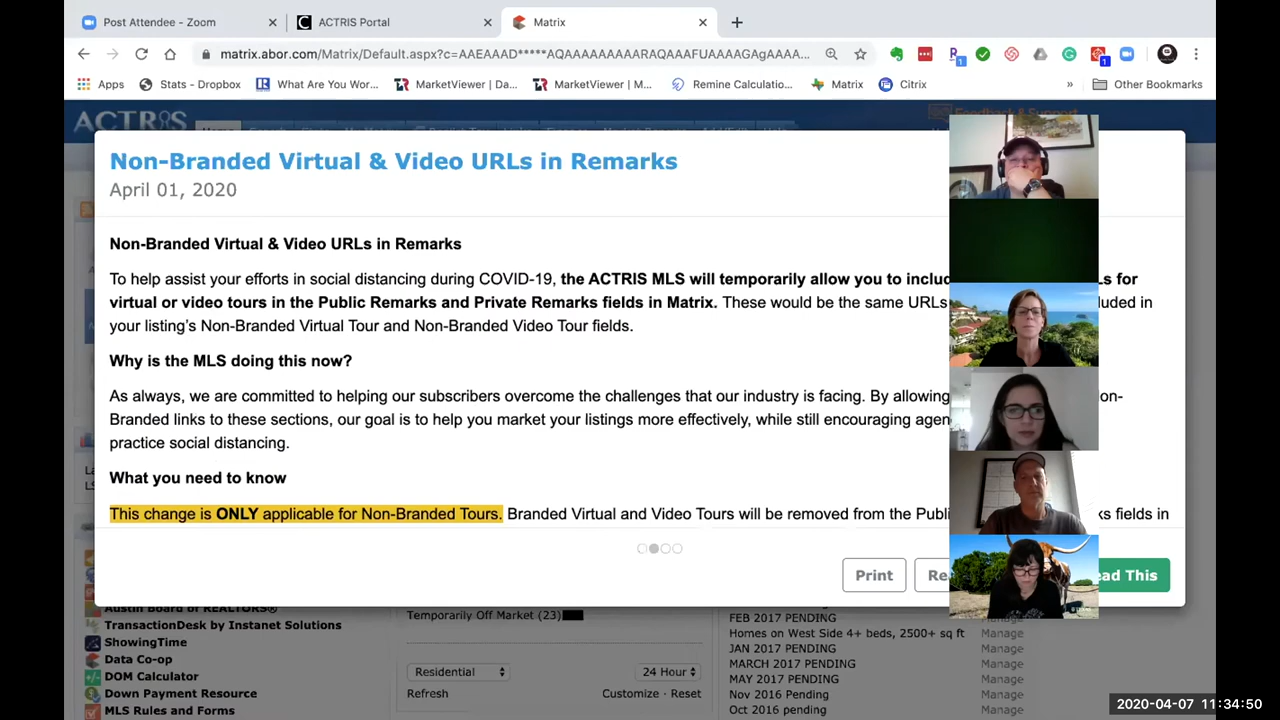 Post Attendee - Zoom
ACTRIS Portal
Matrix
matrix.abor.com/Matrix/Default.aspx?c=AAEAAAD*****AQAAAAAAAAARAQAAAFUAAAAGAgAAAA...
Apps
Stats - Dropbox
What Are You Wor...
MarketViewer | Da...
MarketViewer | M...
Remine Calculatio...
Matrix
Citrix
»
Other Bookmarks
ACTRIS
Feedback & Support
Non-Branded Virtual & Video URLs in Remarks
April 01, 2020
Non-Branded Virtual & Video URLs in Remarks
To help assist your efforts in social distancing during COVID-19, the ACTRIS MLS will temporarily allow you to includ s for
virtual or video tours in the Public Remarks and Private Remarks fields in Matrix. These would be the same URLs luded in
your listing's Non-Branded Virtual Tour and Non-Branded Video Tour fields.
Why is the MLS doing this now?
As always, we are committed to helping our subscribers overcome the challenges that our industry is facing. By allowing on-
Branded links to these sections, our goal is to help you market your listings more effectively, while still encouraging agen
practice social distancing.
What you need to know
This change is ONLY applicable for Non-Branded Tours. Branded Virtual and Video Tours will be removed from the Publi ks fields in
Print
Re
ead This
Austin Board of REALTORS®
TransactionDesk by Instanet Solutions
ShowingTime
Data Co-op
DOM Calculator
Down Payment Resource
MLS Rules and Forms
Temporarily Off Market (23)
Residential
24 Hour
Refresh
Customize · Reset
FEB 2017 PENDING
Homes on West Side 4+ beds, 2500+ sq ft Manage
JAN 2017 PENDING Manage
MARCH 2017 PENDING Manage
MAY 2017 PENDING Manage
Nov 2016 Pending Manage
Oct 2016 pending Manage
2020-04-07 11:34:50